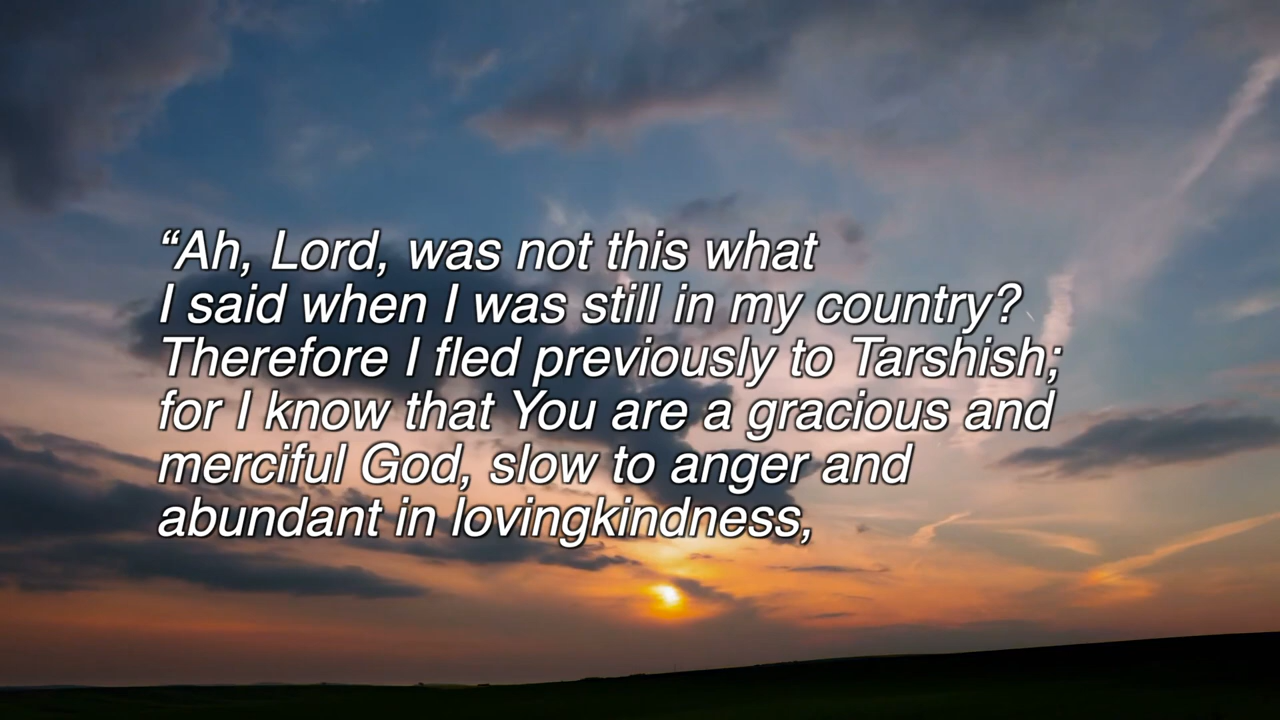 “Ah, Lord, was not this what
I said when I was still in my country?
Therefore I fled previously to Tarshish;
for I know that You are a gracious and
merciful God, slow to anger and
abundant in lovingkindness,